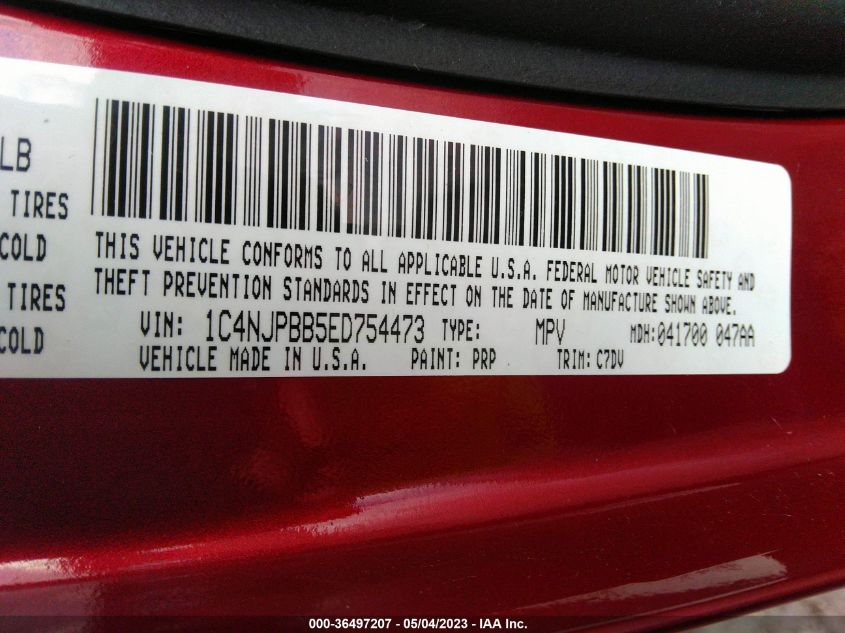 LB
TIRES
COLD
TIRES
COLD
THIS VEHICLE CONFORMS TO ALL APPLICABLE U.S.A. FEDERAL MOTOR VEHICLE SAFETY AND
THEFT PREVENTION STANDARDS IN EFFECT ON THE DATE OF MANUFACTURE SHOWN ABOVE.
VIN: 1C4NJPBB5ED754473 TYPE: MPV MDH:041700 047AA
VEHICLE MADE IN U.S.A. PAINT: PRP TRIM: C7DV
000-36497207 - 05/04/2023 - IAA Inc.